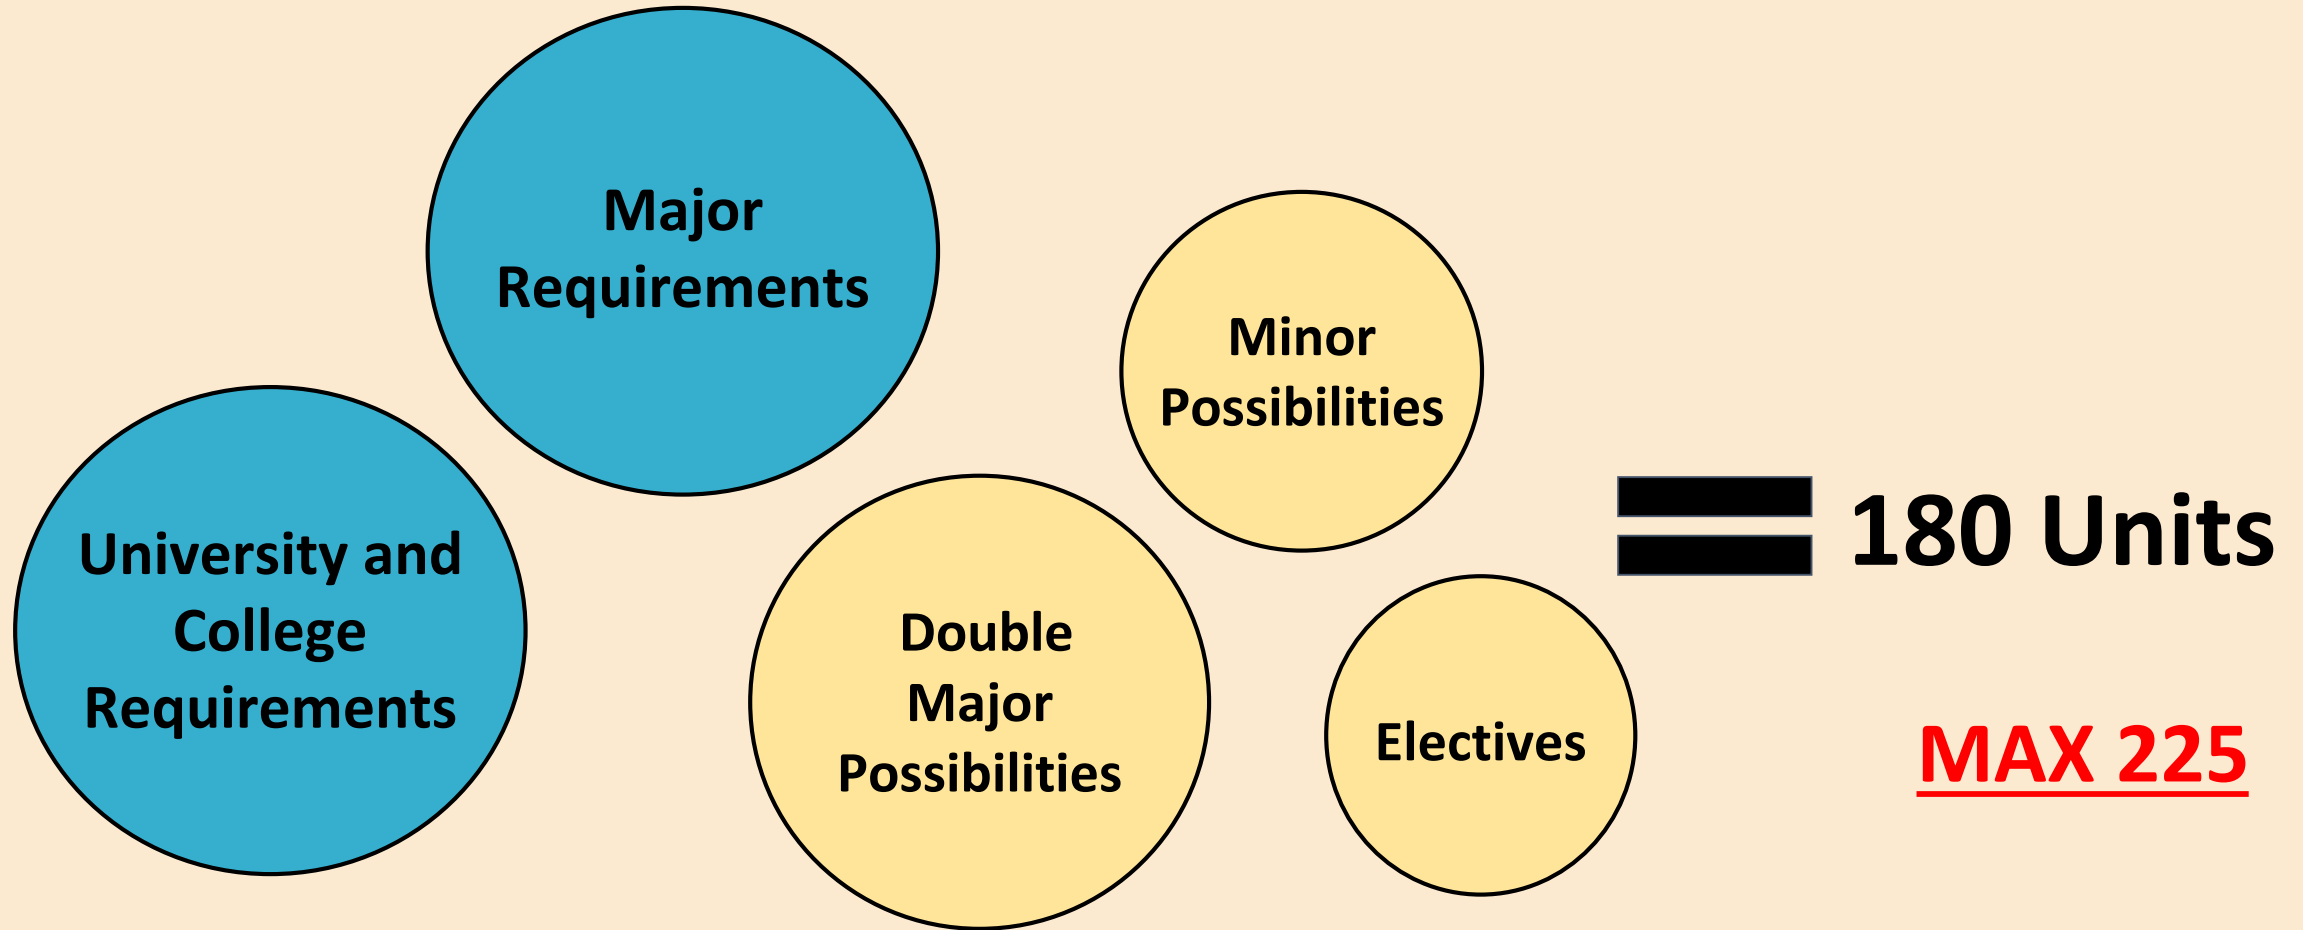 Major
Requirements
University and
College
Requirements
Minor
Possibilities
Double
Major
Possibilities
Electives
180 Units
MAX 225